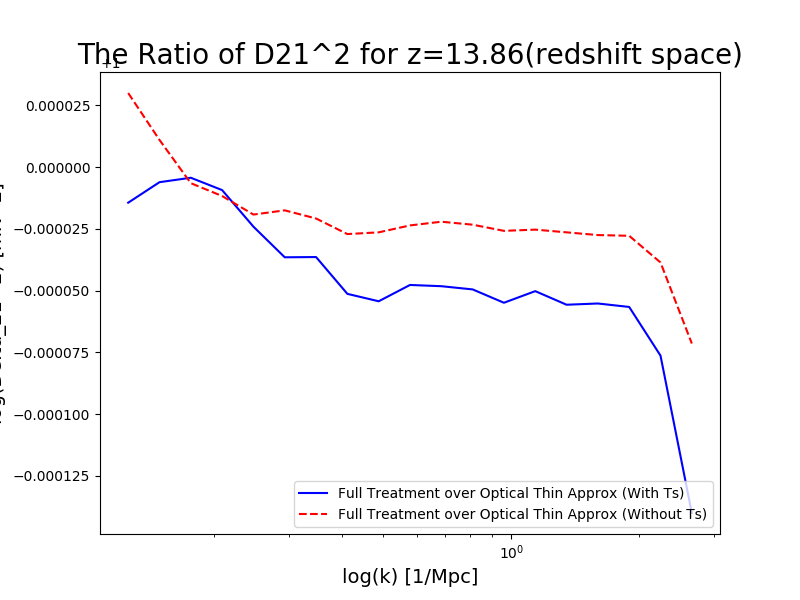 The Ratio of D21^2 for z=13.86(redshift space)
+1
0.000025
0.000000
−0.000025
−0.000050
−0.000075
−0.000100
−0.000125
Full Treatment over Optical Thin Approx (With Ts)
Full Treatment over Optical Thin Approx (Without Ts)
10^0
log(k) [1/Mpc]